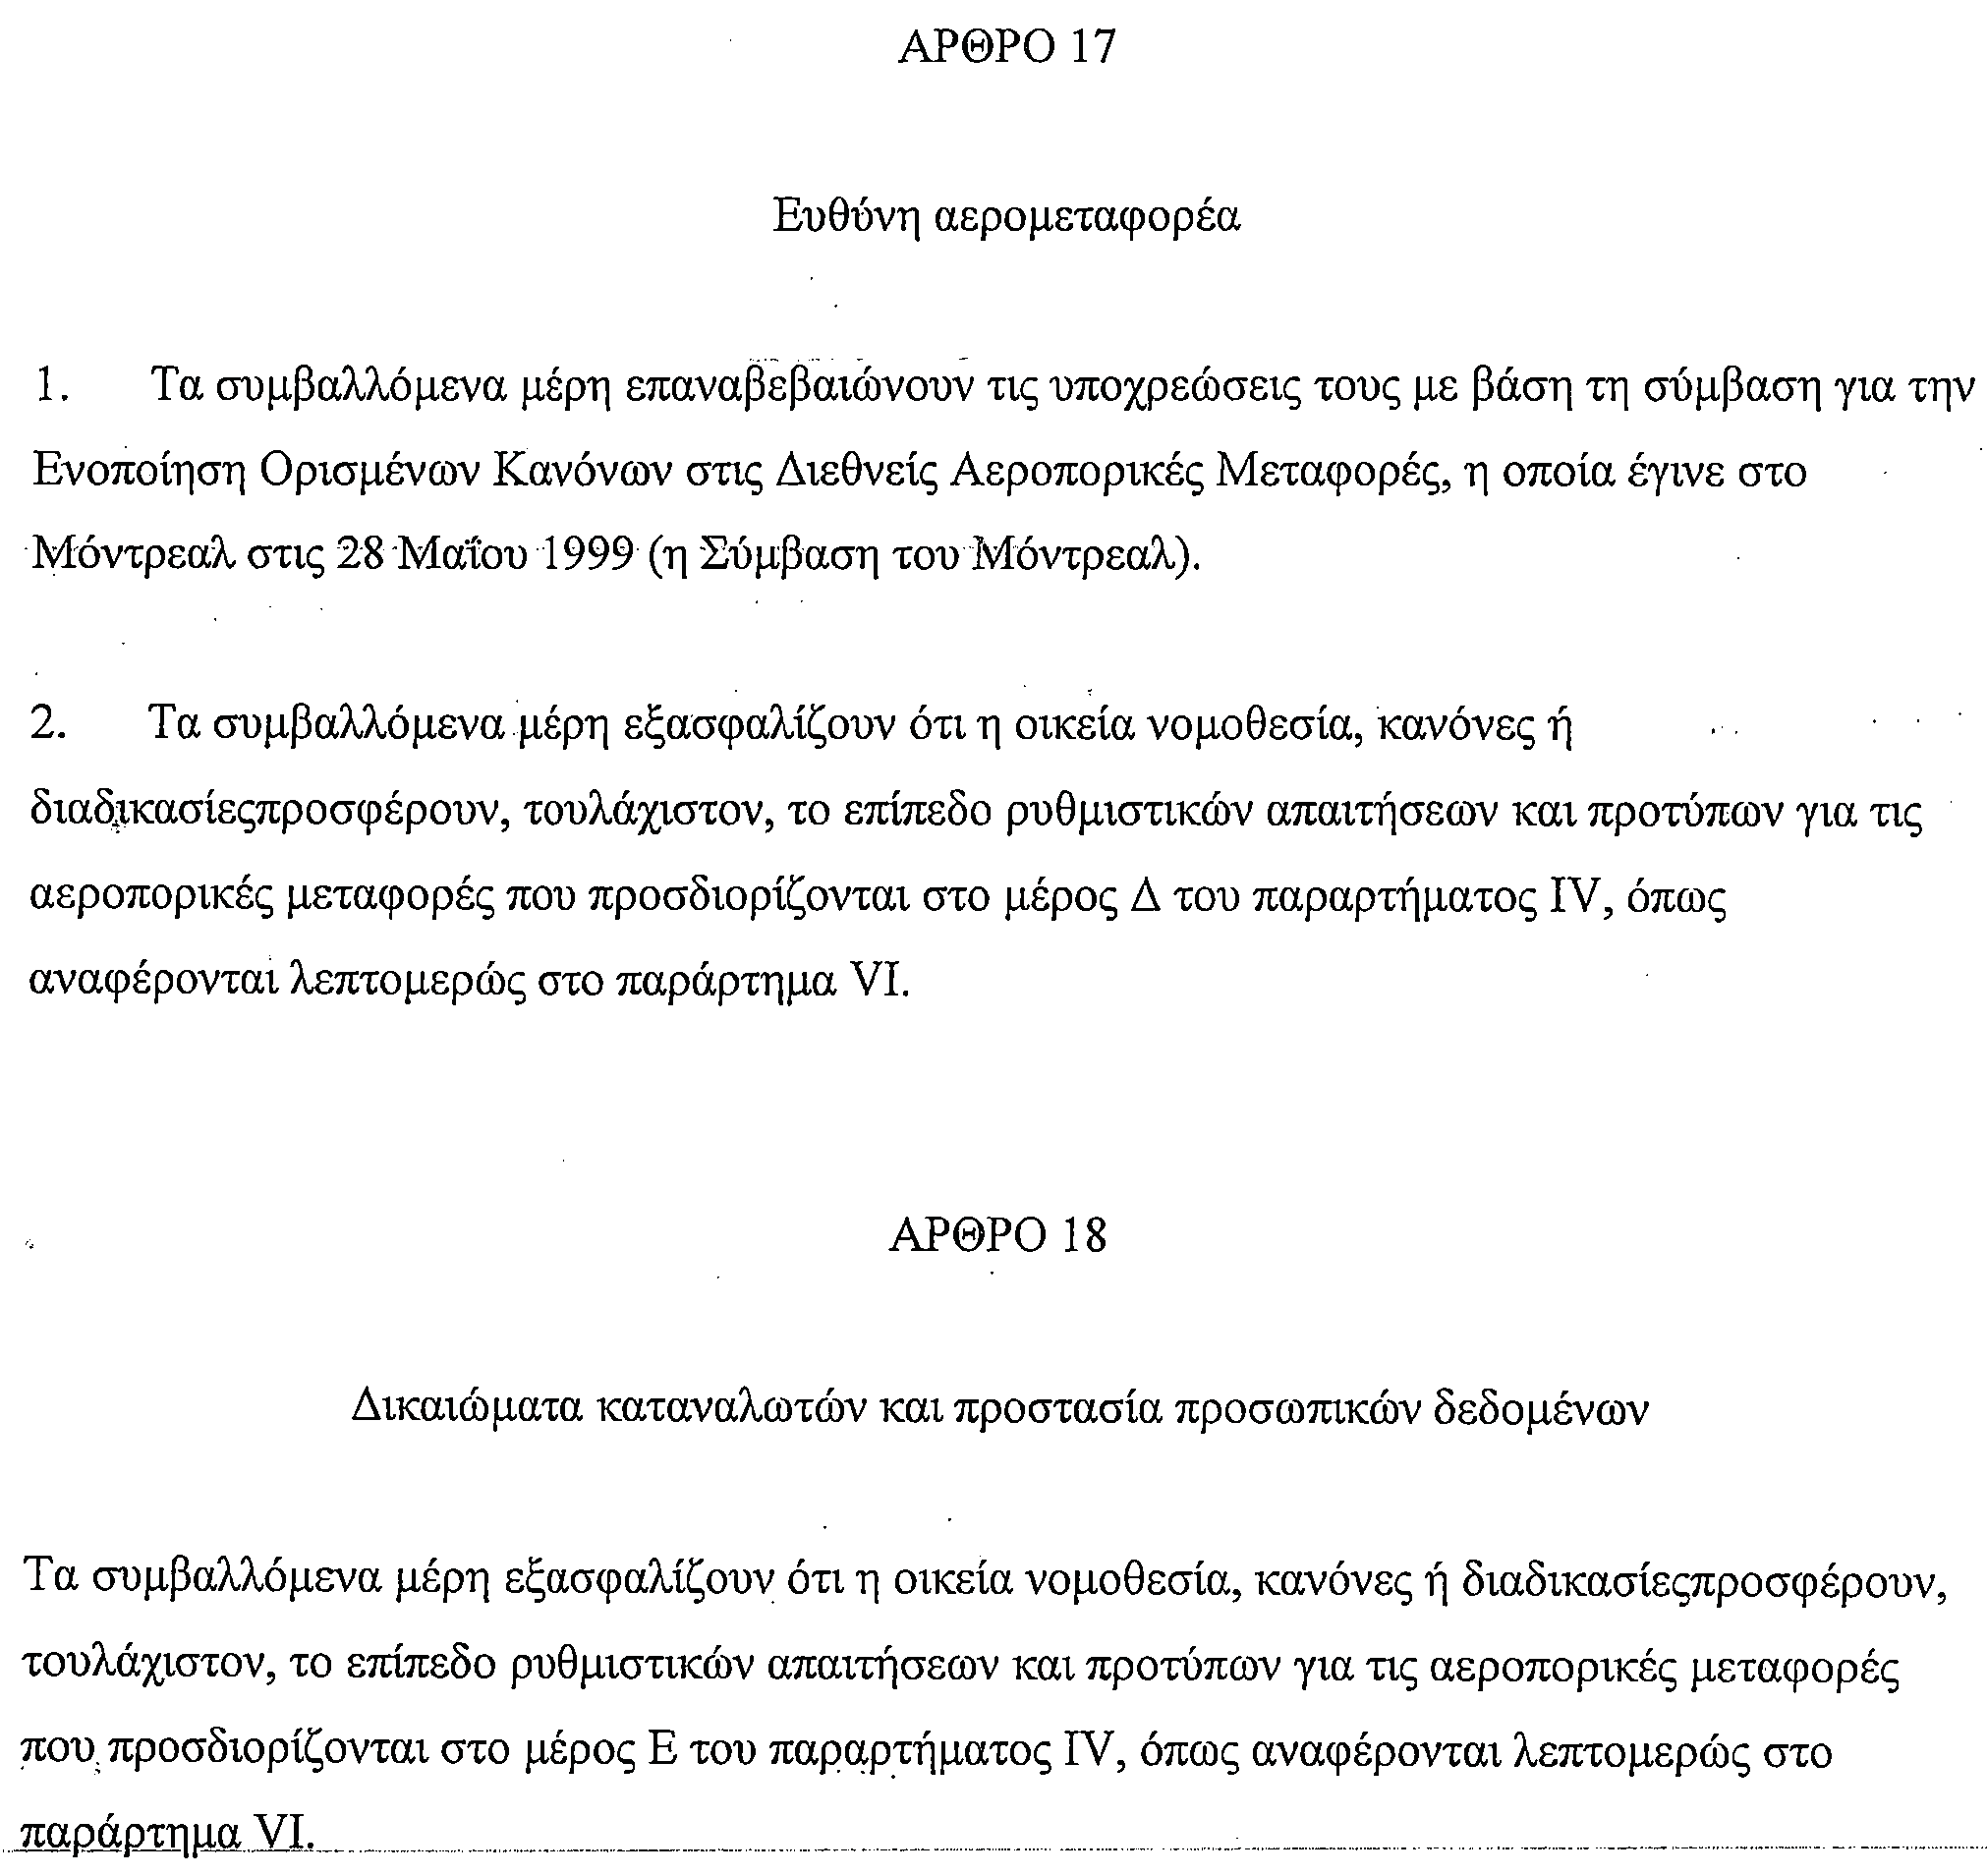 ΑΡΘΡΟ 17
Ευθύνη αερομεταφορέα
1. Τα συμβαλλόμενα μέρη επαναβεβαιώνουν τις υποχρεώσεις τους με βάση τη σύμβαση για την
Ενοποίηση Ορισμένων Κανόνων στις Διεθνείς Αεροπορικές Μεταφορές, η οποία έγινε στο
Μόντρεαλ στις 28 Μαΐου 1999 (η Σύμβαση του Μόντρεαλ).
2. Τα συμβαλλόμενα μέρη εξασφαλίζουν ότι η οικεία νομοθεσία, κανόνες ή
διαδικασίεςπροσφέρουν, τουλάχιστον, το επίπεδο ρυθμιστικών απαιτήσεων και προτύπων για τις
αεροπορικές μεταφορές που προσδιορίζονται στο μέρος Δ του παραρτήματος IV, όπως
αναφέρονται λεπτομερώς στο παράρτημα VI.
ΑΡΘΡΟ 18
Δικαιώματα καταναλωτών και προστασία προσωπικών δεδομένων
Τα συμβαλλόμενα μέρη εξασφαλίζουν ότι η οικεία νομοθεσία, κανόνες ή διαδικασίεςπροσφέρουν,
τουλάχιστον, το επίπεδο ρυθμιστικών απαιτήσεων και προτύπων για τις αεροπορικές μεταφορές
που προσδιορίζονται στο μέρος Ε του παραρτήματος IV, όπως αναφέρονται λεπτομερώς στο
παράρτημα VI.